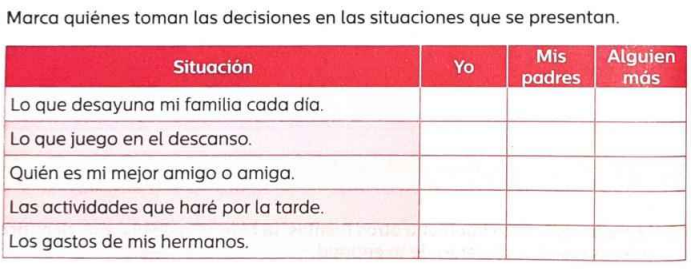 Marca quiénes toman las decisiones en las situaciones que se presentan.
Situación Yo Mis padres Alguien más
Lo que desayuna mi familia cada día.
Lo que juego en el descanso.
Quién es mi mejor amigo o amiga.
Las actividades que haré por la tarde.
Los gastos de mis hermanos.